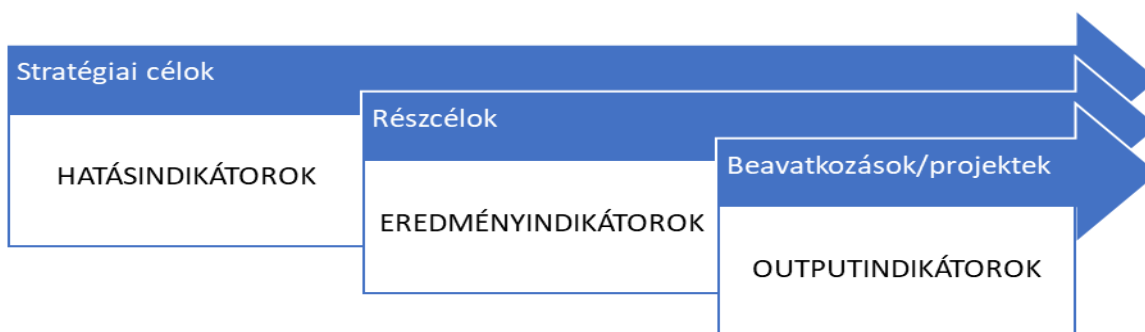 Stratégiai célok
HATÁSINDIKÁTOROK
Részcélok
EREDMÉNYINDIKÁTOROK
Beavatkozások/projektek
OUTPUTINDIKÁTOROK